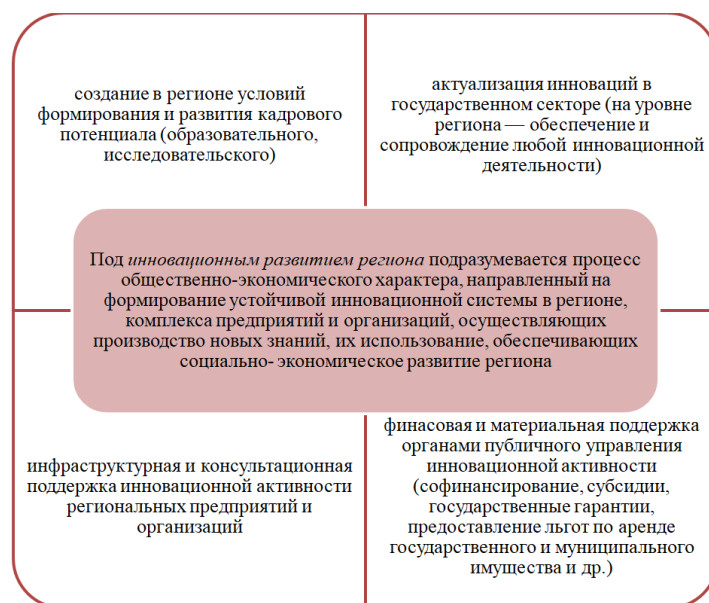 создание в регионе условий
формирования и развития кадрового
потенциала (образовательного,
исследовательского)
актуализация инноваций в
государственном секторе (на уровне
региона — обеспечение и
сопровождение любой инновационной
деятельности)
Под инновационным развитием региона подразумевается процесс
общественно-экономического характера, направленный на
формирование устойчивой инновационной системы в регионе,
комплекса предприятий и организаций, осуществляющих
производство новых знаний, их использование, обеспечивающих
социально- экономическое развитие региона
инфраструктурная и консультационная
поддержка инновационной активности
региональных предприятий и
организаций
финасовая и материальная поддержка
органами публичного управления
инновационной активности
(софинансирование, субсидии,
государственные гарантии,
предоставление льгот по аренде
государственного и муниципального
имущества и др.)